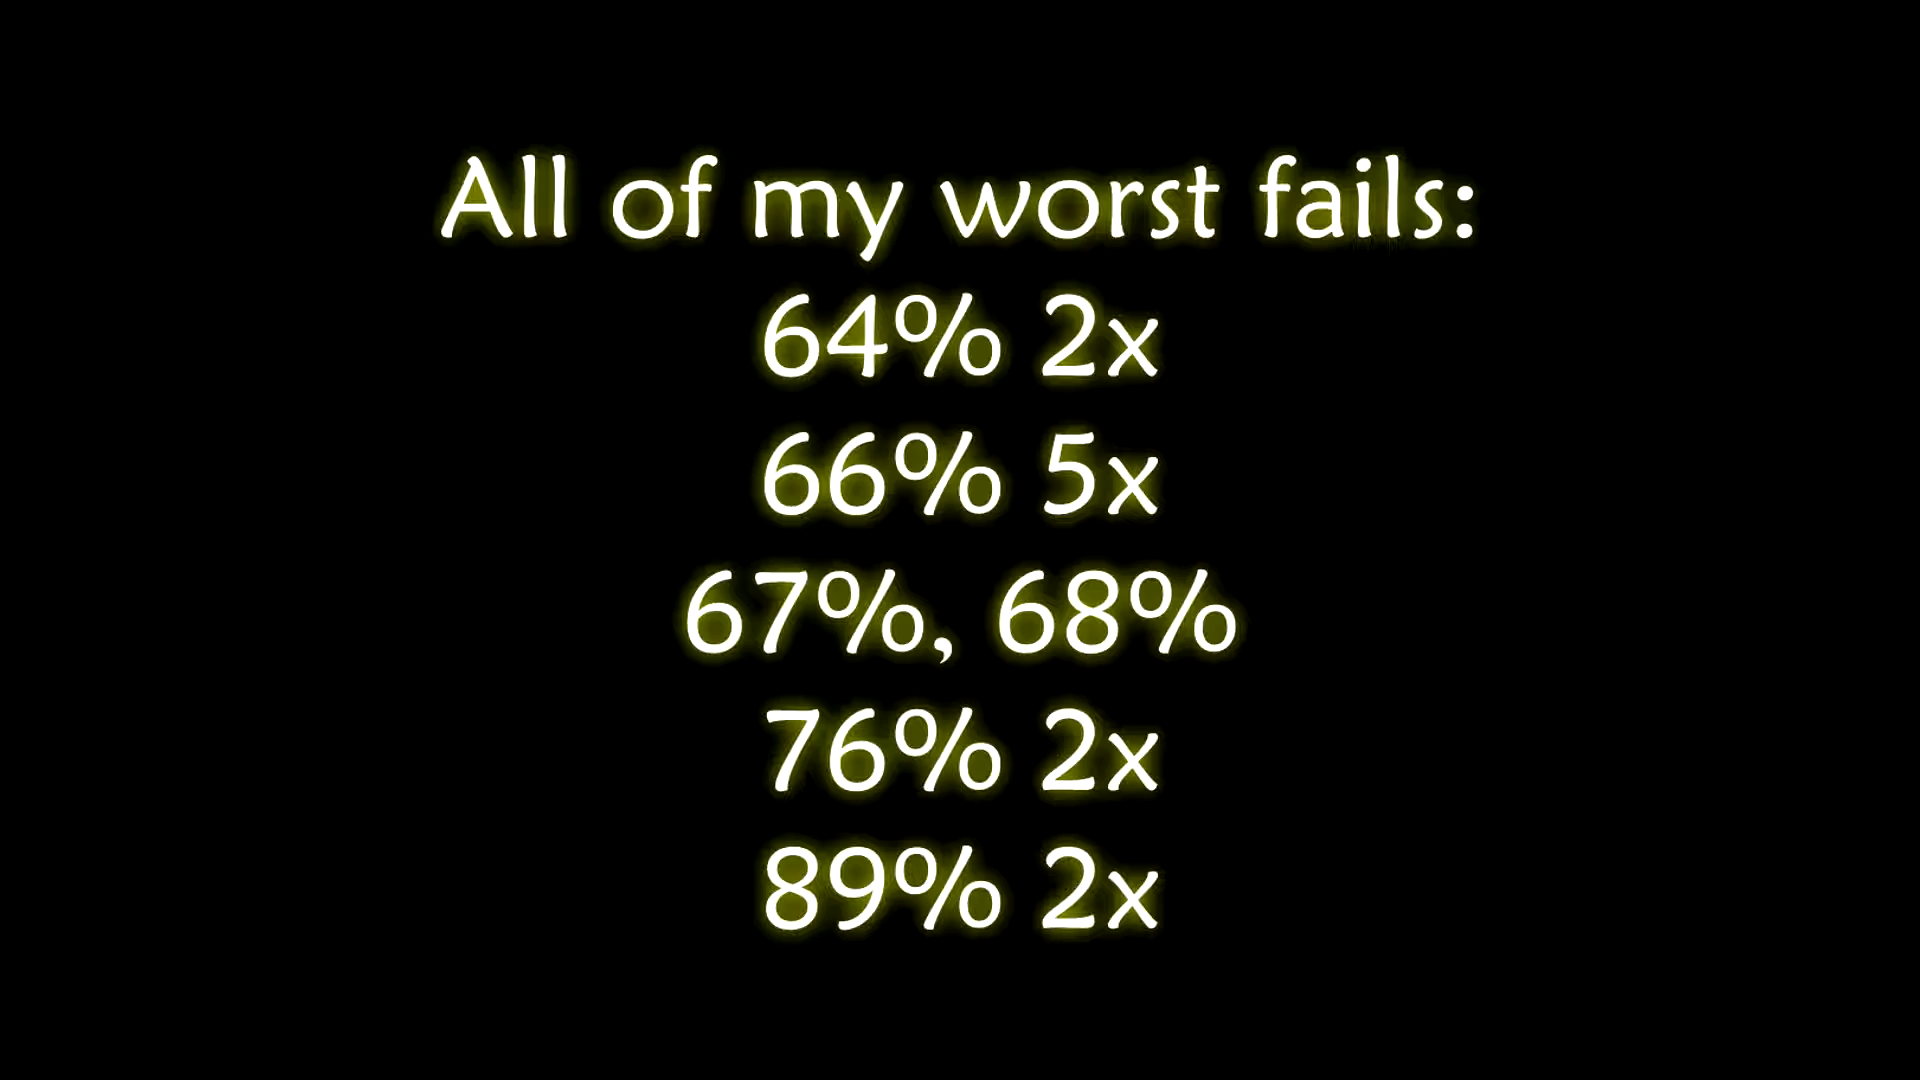 All of my worst fails:
64% 2x
66% 5x
67%, 68%
76% 2x
89% 2x